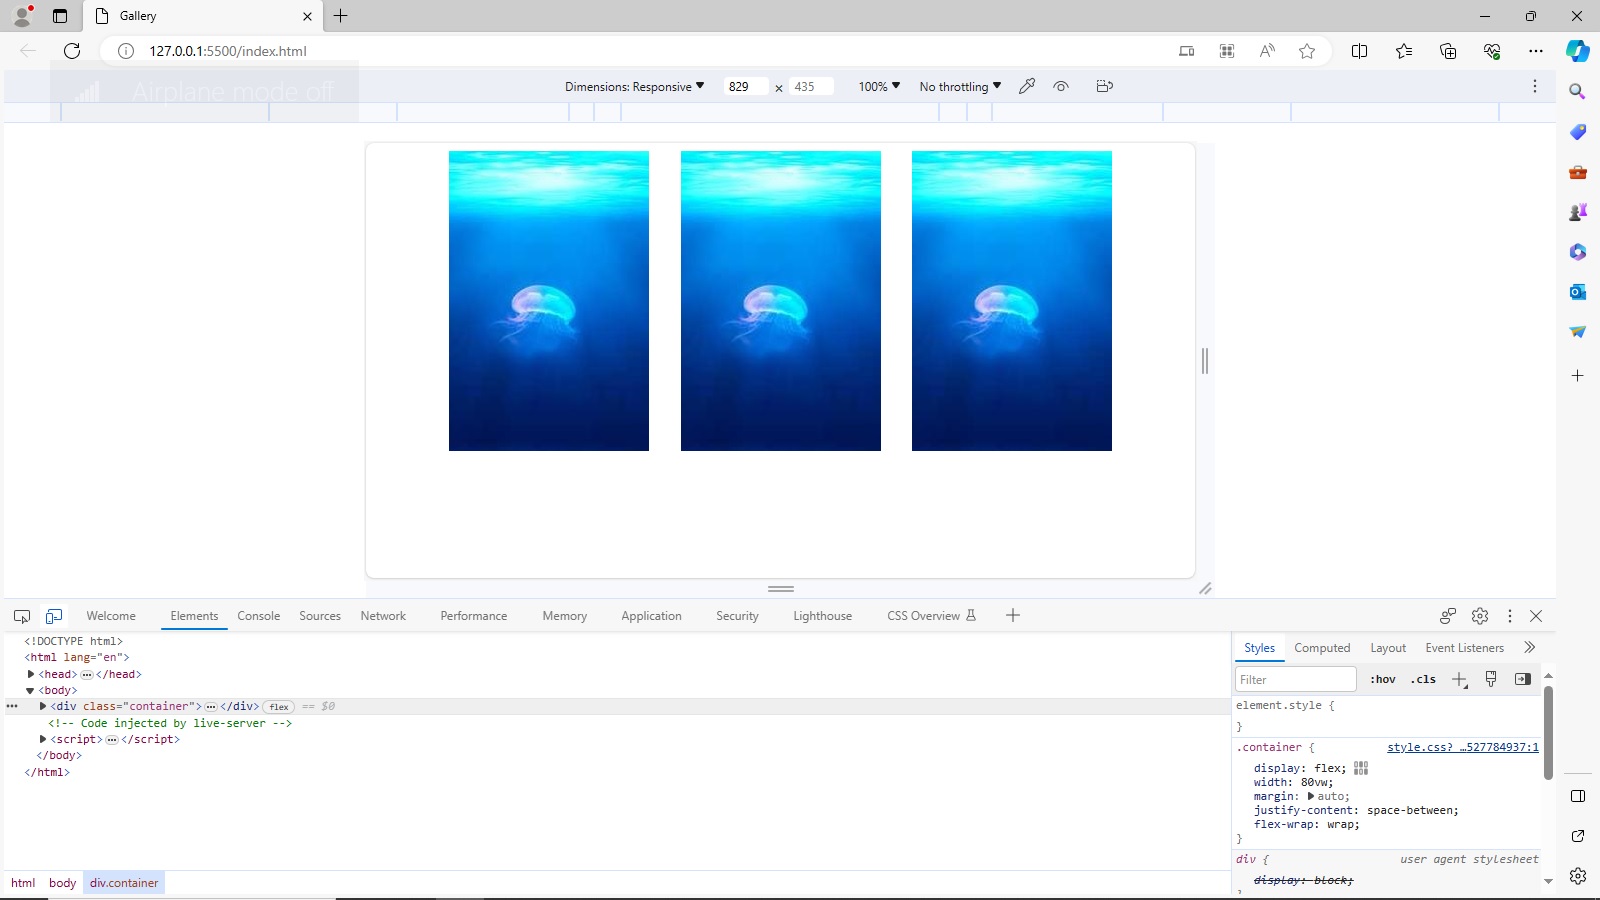 Gallery
127.0.0.1:5500/index.html
Airplane mode off
Dimensions: Responsive 829 × 435 100% No throttling
Welcome Elements Console Sources Network Performance Memory Application Security Lighthouse CSS Overview
<!DOCTYPE html>
<html lang="en">
<head> ⋯ </head>
<body>
<div class="container"> ⋯ </div> flex == $0
<!-- Code injected by live-server -->
<script> ⋯ </script>
</body>
</html>
html body div.container
Styles Computed Layout Event Listeners
Filter :hov .cls
element.style {
}
.container { style.css? …527784937:1
display: flex;
width: 80vw;
margin: auto;
justify-content: space-between;
flex-wrap: wrap;
}
div { user agent stylesheet
display: block;